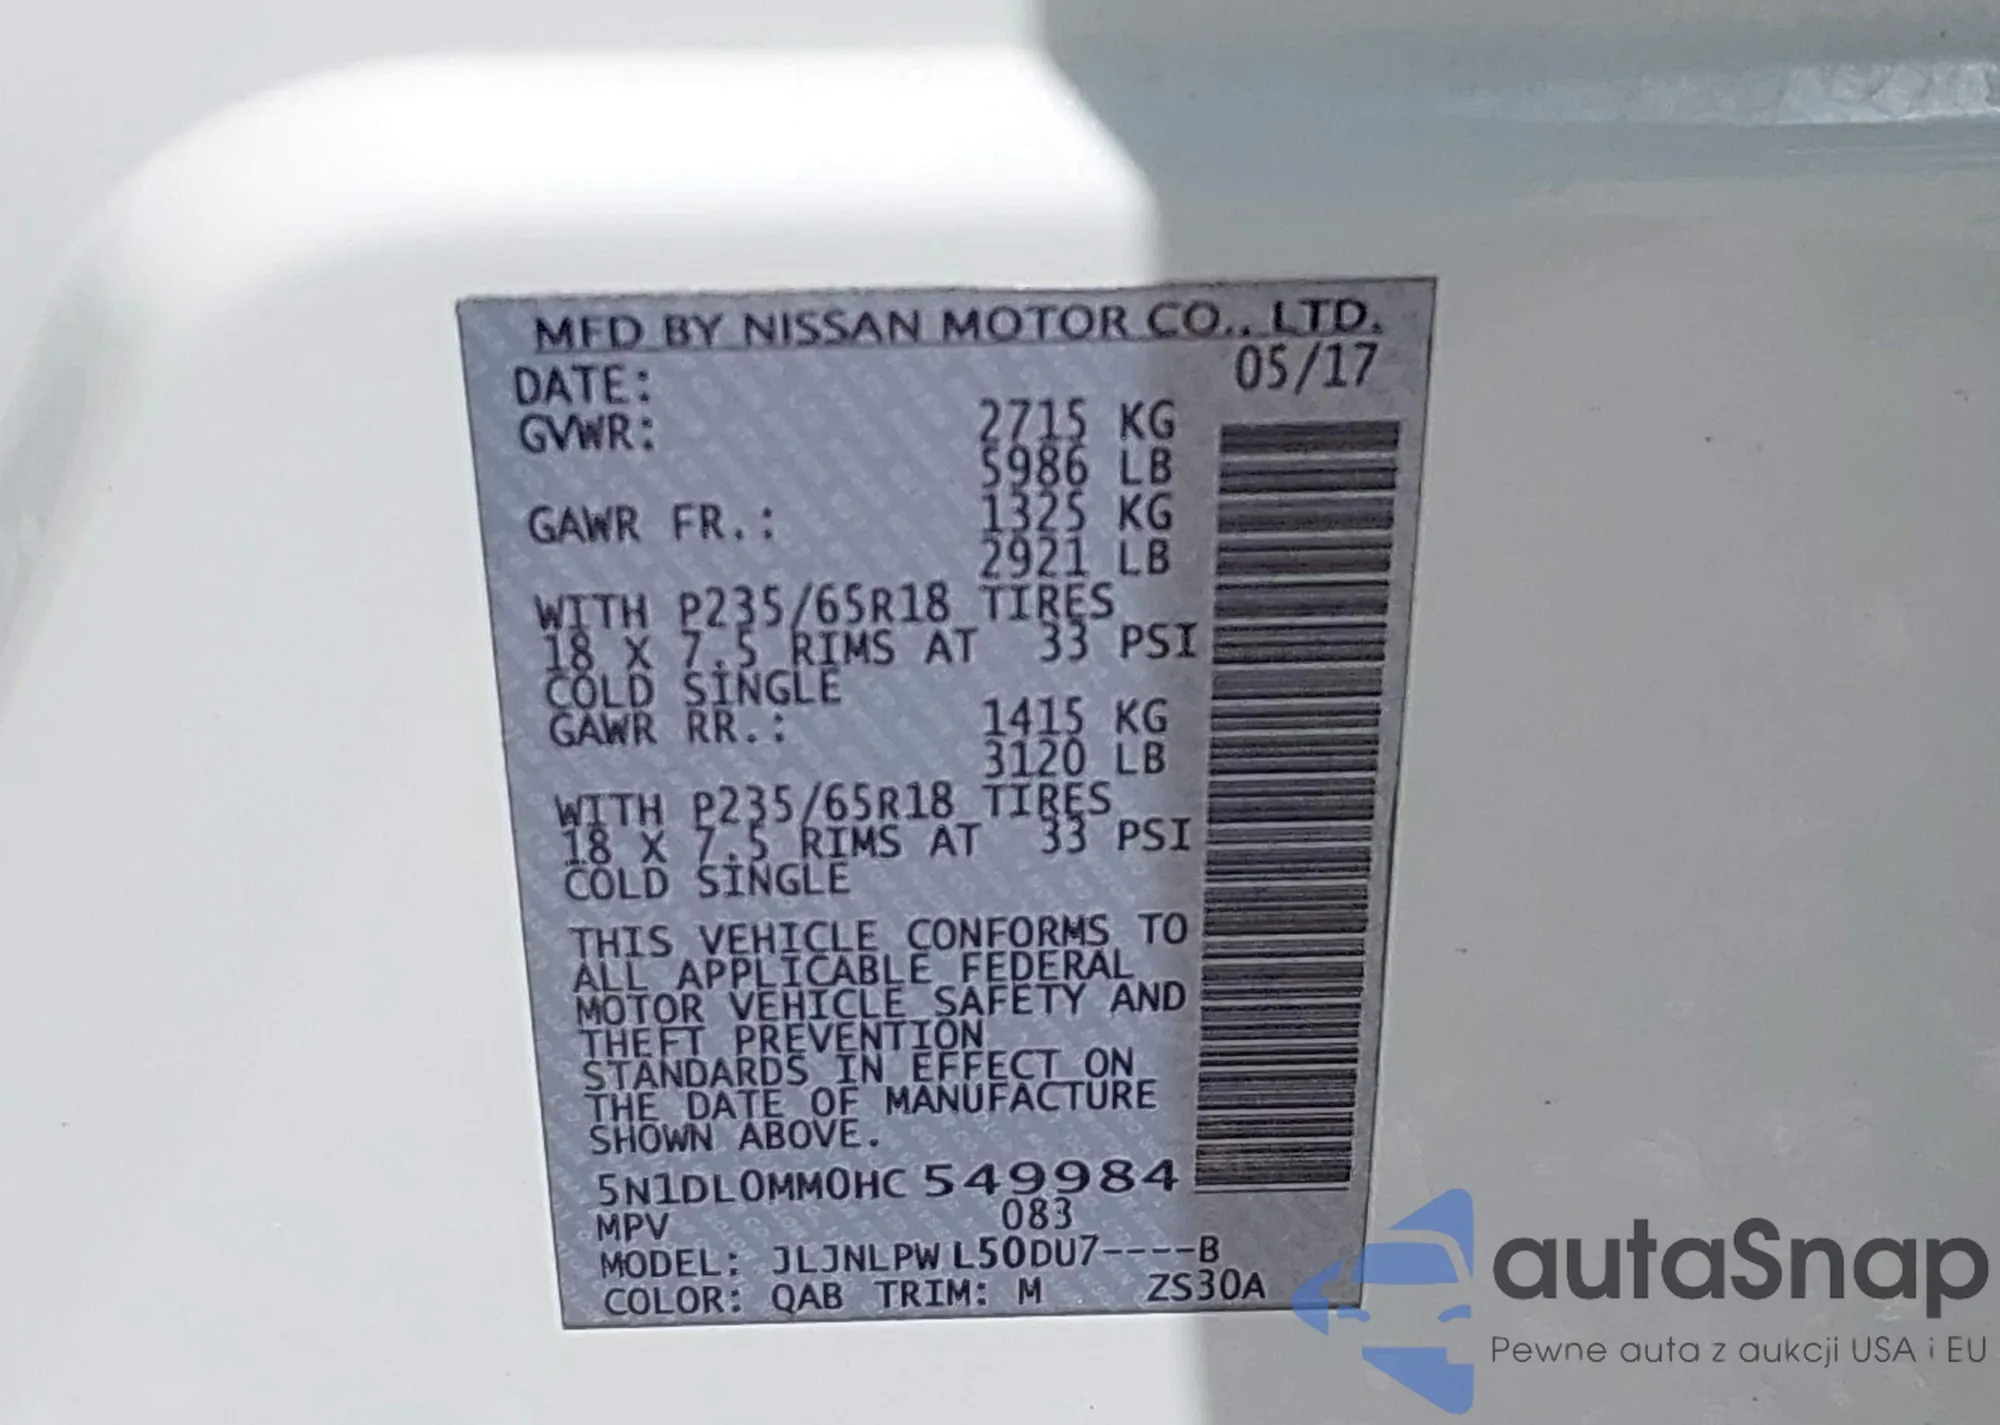 MFD BY NISSAN MOTOR CO., LTD.
DATE: 05/17
GVWR: 2715 KG
5986 LB
GAWR FR.: 1325 KG
2921 LB
WITH P235/65R18 TIRES
18 X 7.5 RIMS AT 33 PSI
COLD SINGLE
GAWR RR.: 1415 KG
3120 LB
WITH P235/65R18 TIRES
18 X 7.5 RIMS AT 33 PSI
COLD SINGLE
THIS VEHICLE CONFORMS TO
ALL APPLICABLE FEDERAL
MOTOR VEHICLE SAFETY AND
THEFT PREVENTION
STANDARDS IN EFFECT ON
THE DATE OF MANUFACTURE
SHOWN ABOVE.
5N1DL0MM0HC549984
MPV 083
MODEL: JLJNLPW L50DU7----B
COLOR: QAB TRIM: M ZS30A
autaSnap
Pewne auta z aukcji USA i EU